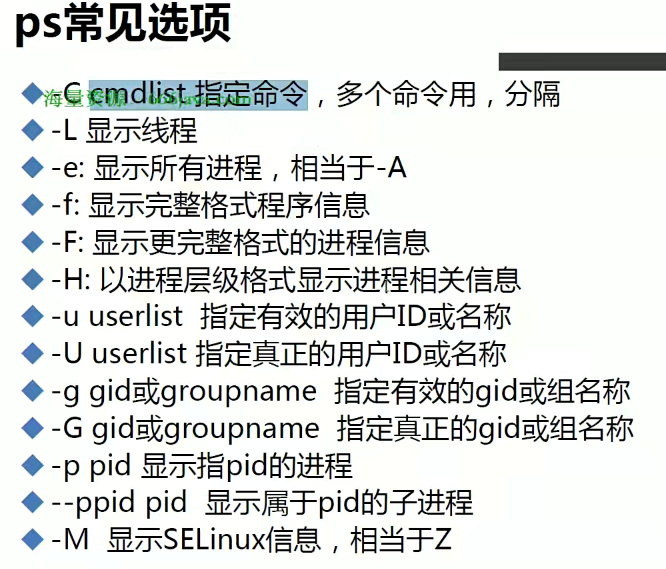 ps常见选项
-C cmdlist 指定命令，多个命令用，分隔
-L 显示线程
-e: 显示所有进程，相当于-A
-f: 显示完整格式程序信息
-F: 显示更完整格式的进程信息
-H: 以进程层级格式显示进程相关信息
-u userlist 指定有效的用户ID或名称
-U userlist 指定真正的用户ID或名称
-g gid或groupname 指定有效的gid或组名称
-G gid或groupname 指定真正的gid或组名称
-p pid 显示指pid的进程
--ppid pid 显示属于pid的子进程
-M 显示SELinux信息，相当于Z
海量资源